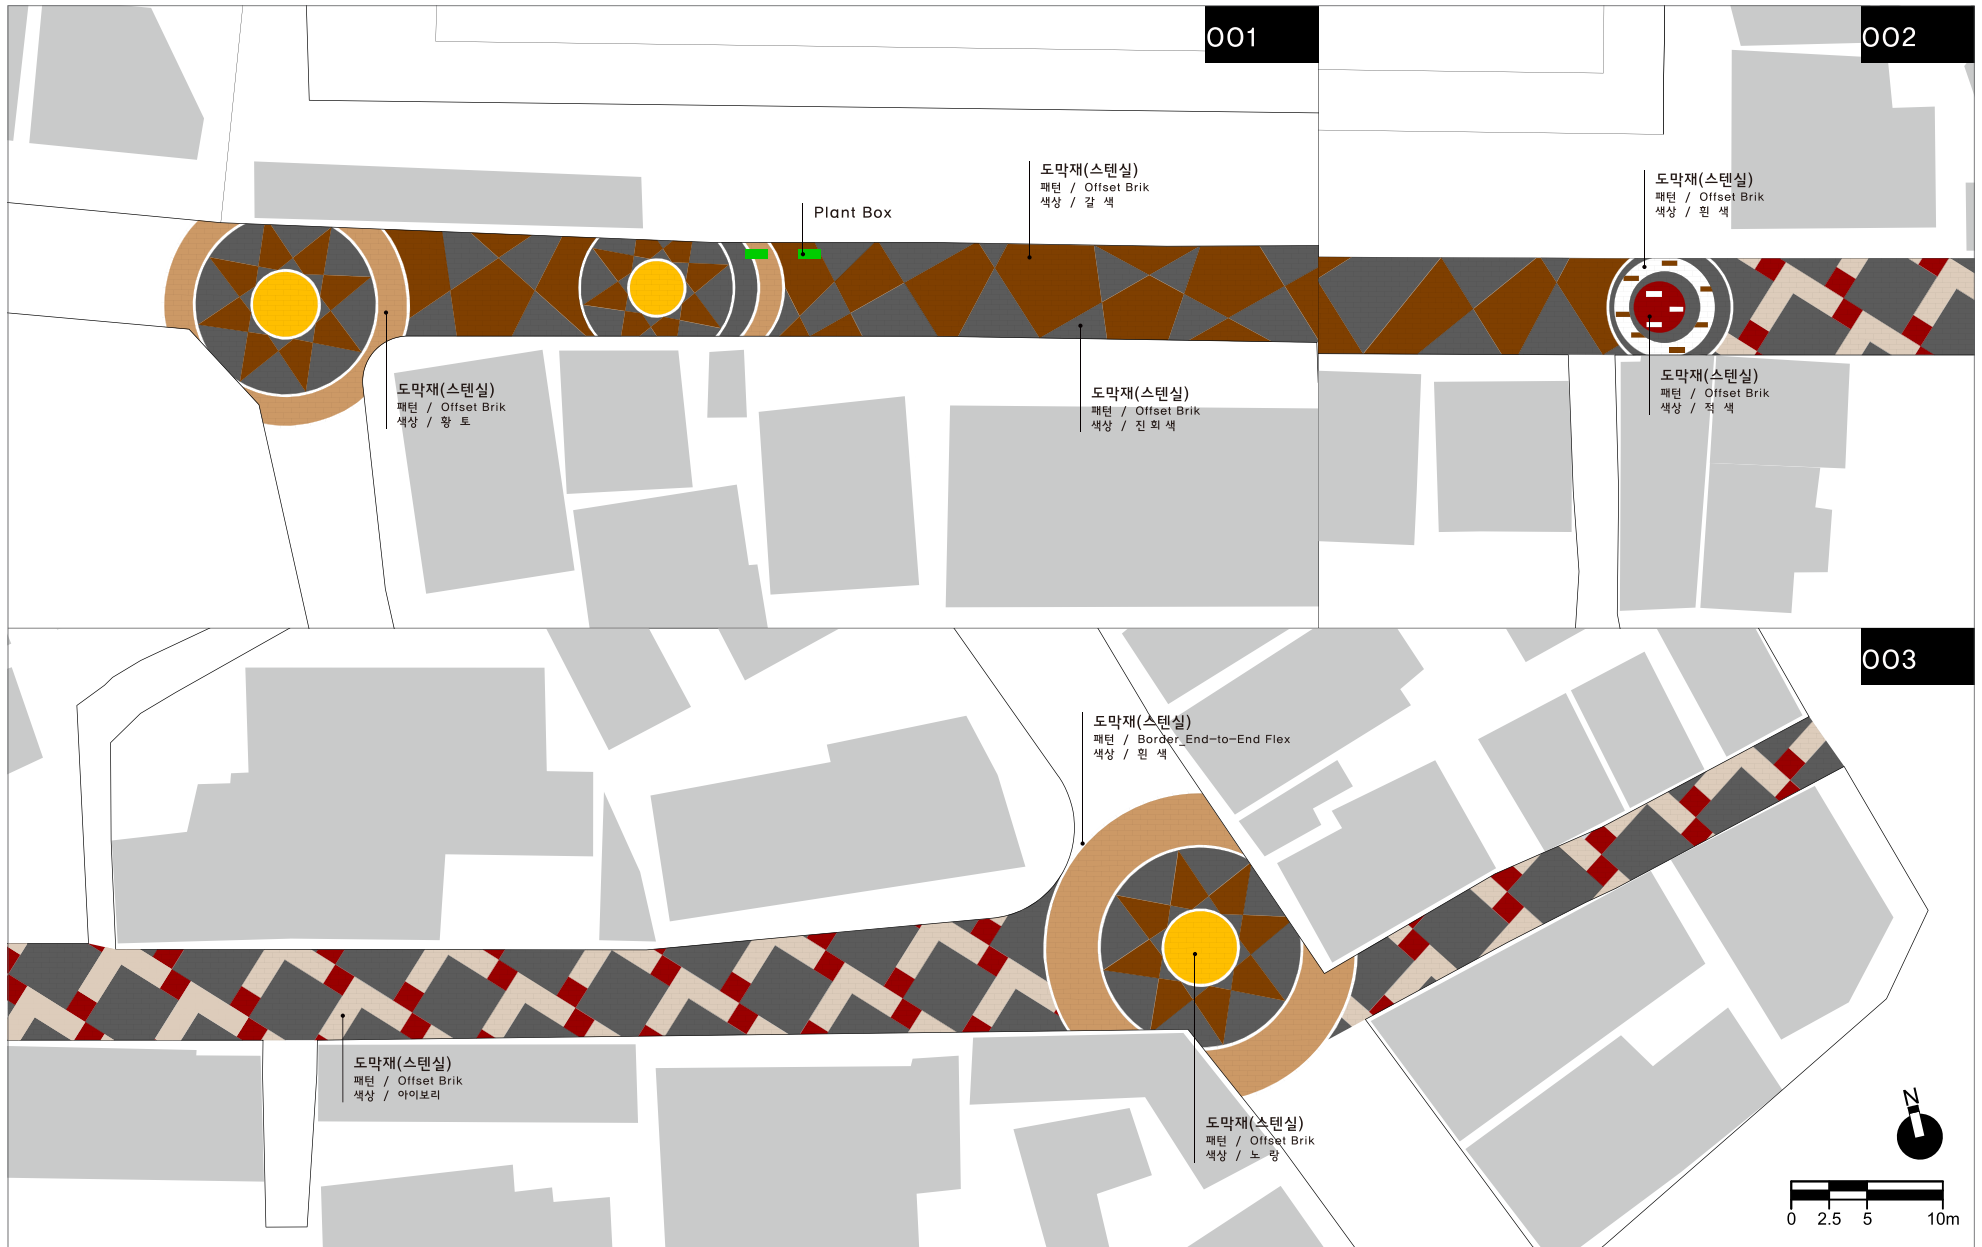 001
002
도막재(스텐실)
패턴 / Offset Brik
색상 / 갈 색
Plant Box
도막재(스텐실)
패턴 / Offset Brik
색상 / 흰 색
도막재(스텐실)
패턴 / Offset Brik
색상 / 황 토
도막재(스텐실)
패턴 / Offset Brik
색상 / 진회색
도막재(스텐실)
패턴 / Offset Brik
색상 / 적 색
003
도막재(스텐실)
패턴 / Border_End-to-End Flex
색상 / 흰 색
도막재(스텐실)
패턴 / Offset Brik
색상 / 아이보리
도막재(스텐실)
패턴 / Offset Brik
색상 / 노 랑
N
0 2.5 5 10m